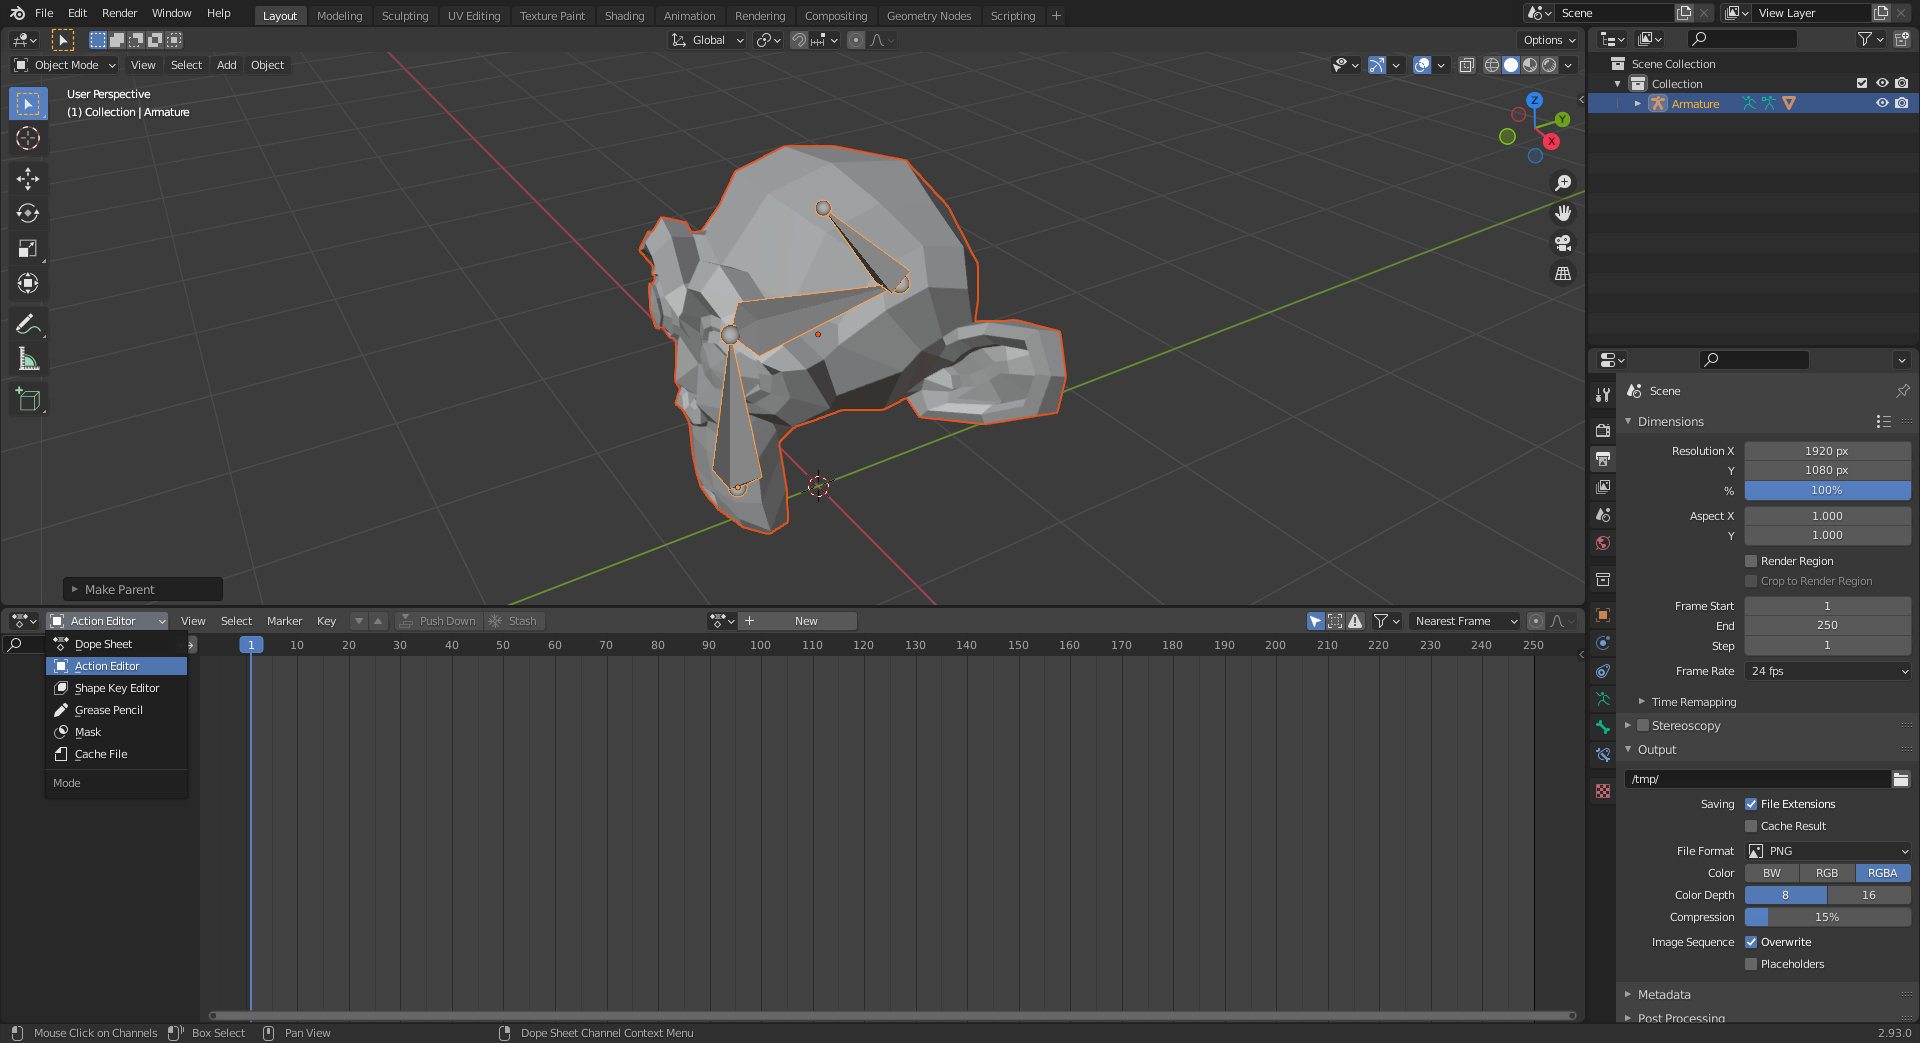 File Edit Render Window Help Layout Modeling Sculpting UV Editing Texture Paint Shading Animation Rendering Compositing Geometry Nodes Scripting + Scene View Layer
Global Options
Object Mode View Select Add Object
User Perspective
(1) Collection | Armature
Z
Y
X
Make Parent
Scene Collection
Collection
Armature
Scene
Dimensions
Resolution X 1920 px
Y 1080 px
% 100%
Aspect X 1.000
Y 1.000
Render Region
Crop to Render Region
Frame Start 1
End 250
Step 1
Frame Rate 24 fps
Time Remapping
Stereoscopy
Output
/tmp/
Saving File Extensions
Cache Result
File Format PNG
Color BW RGB RGBA
Color Depth 8 16
Compression 15%
Image Sequence Overwrite
Placeholders
Metadata
Post Processing
Action Editor View Select Marker Key Push Down Stash + New Nearest Frame
1 10 20 30 40 50 60 70 80 90 100 110 120 130 140 150 160 170 180 190 200 210 220 230 240 250
Dope Sheet
Action Editor
Shape Key Editor
Grease Pencil
Mask
Cache File
Mode
Mouse Click on Channels Box Select Pan View Dope Sheet Channel Context Menu 2.93.0